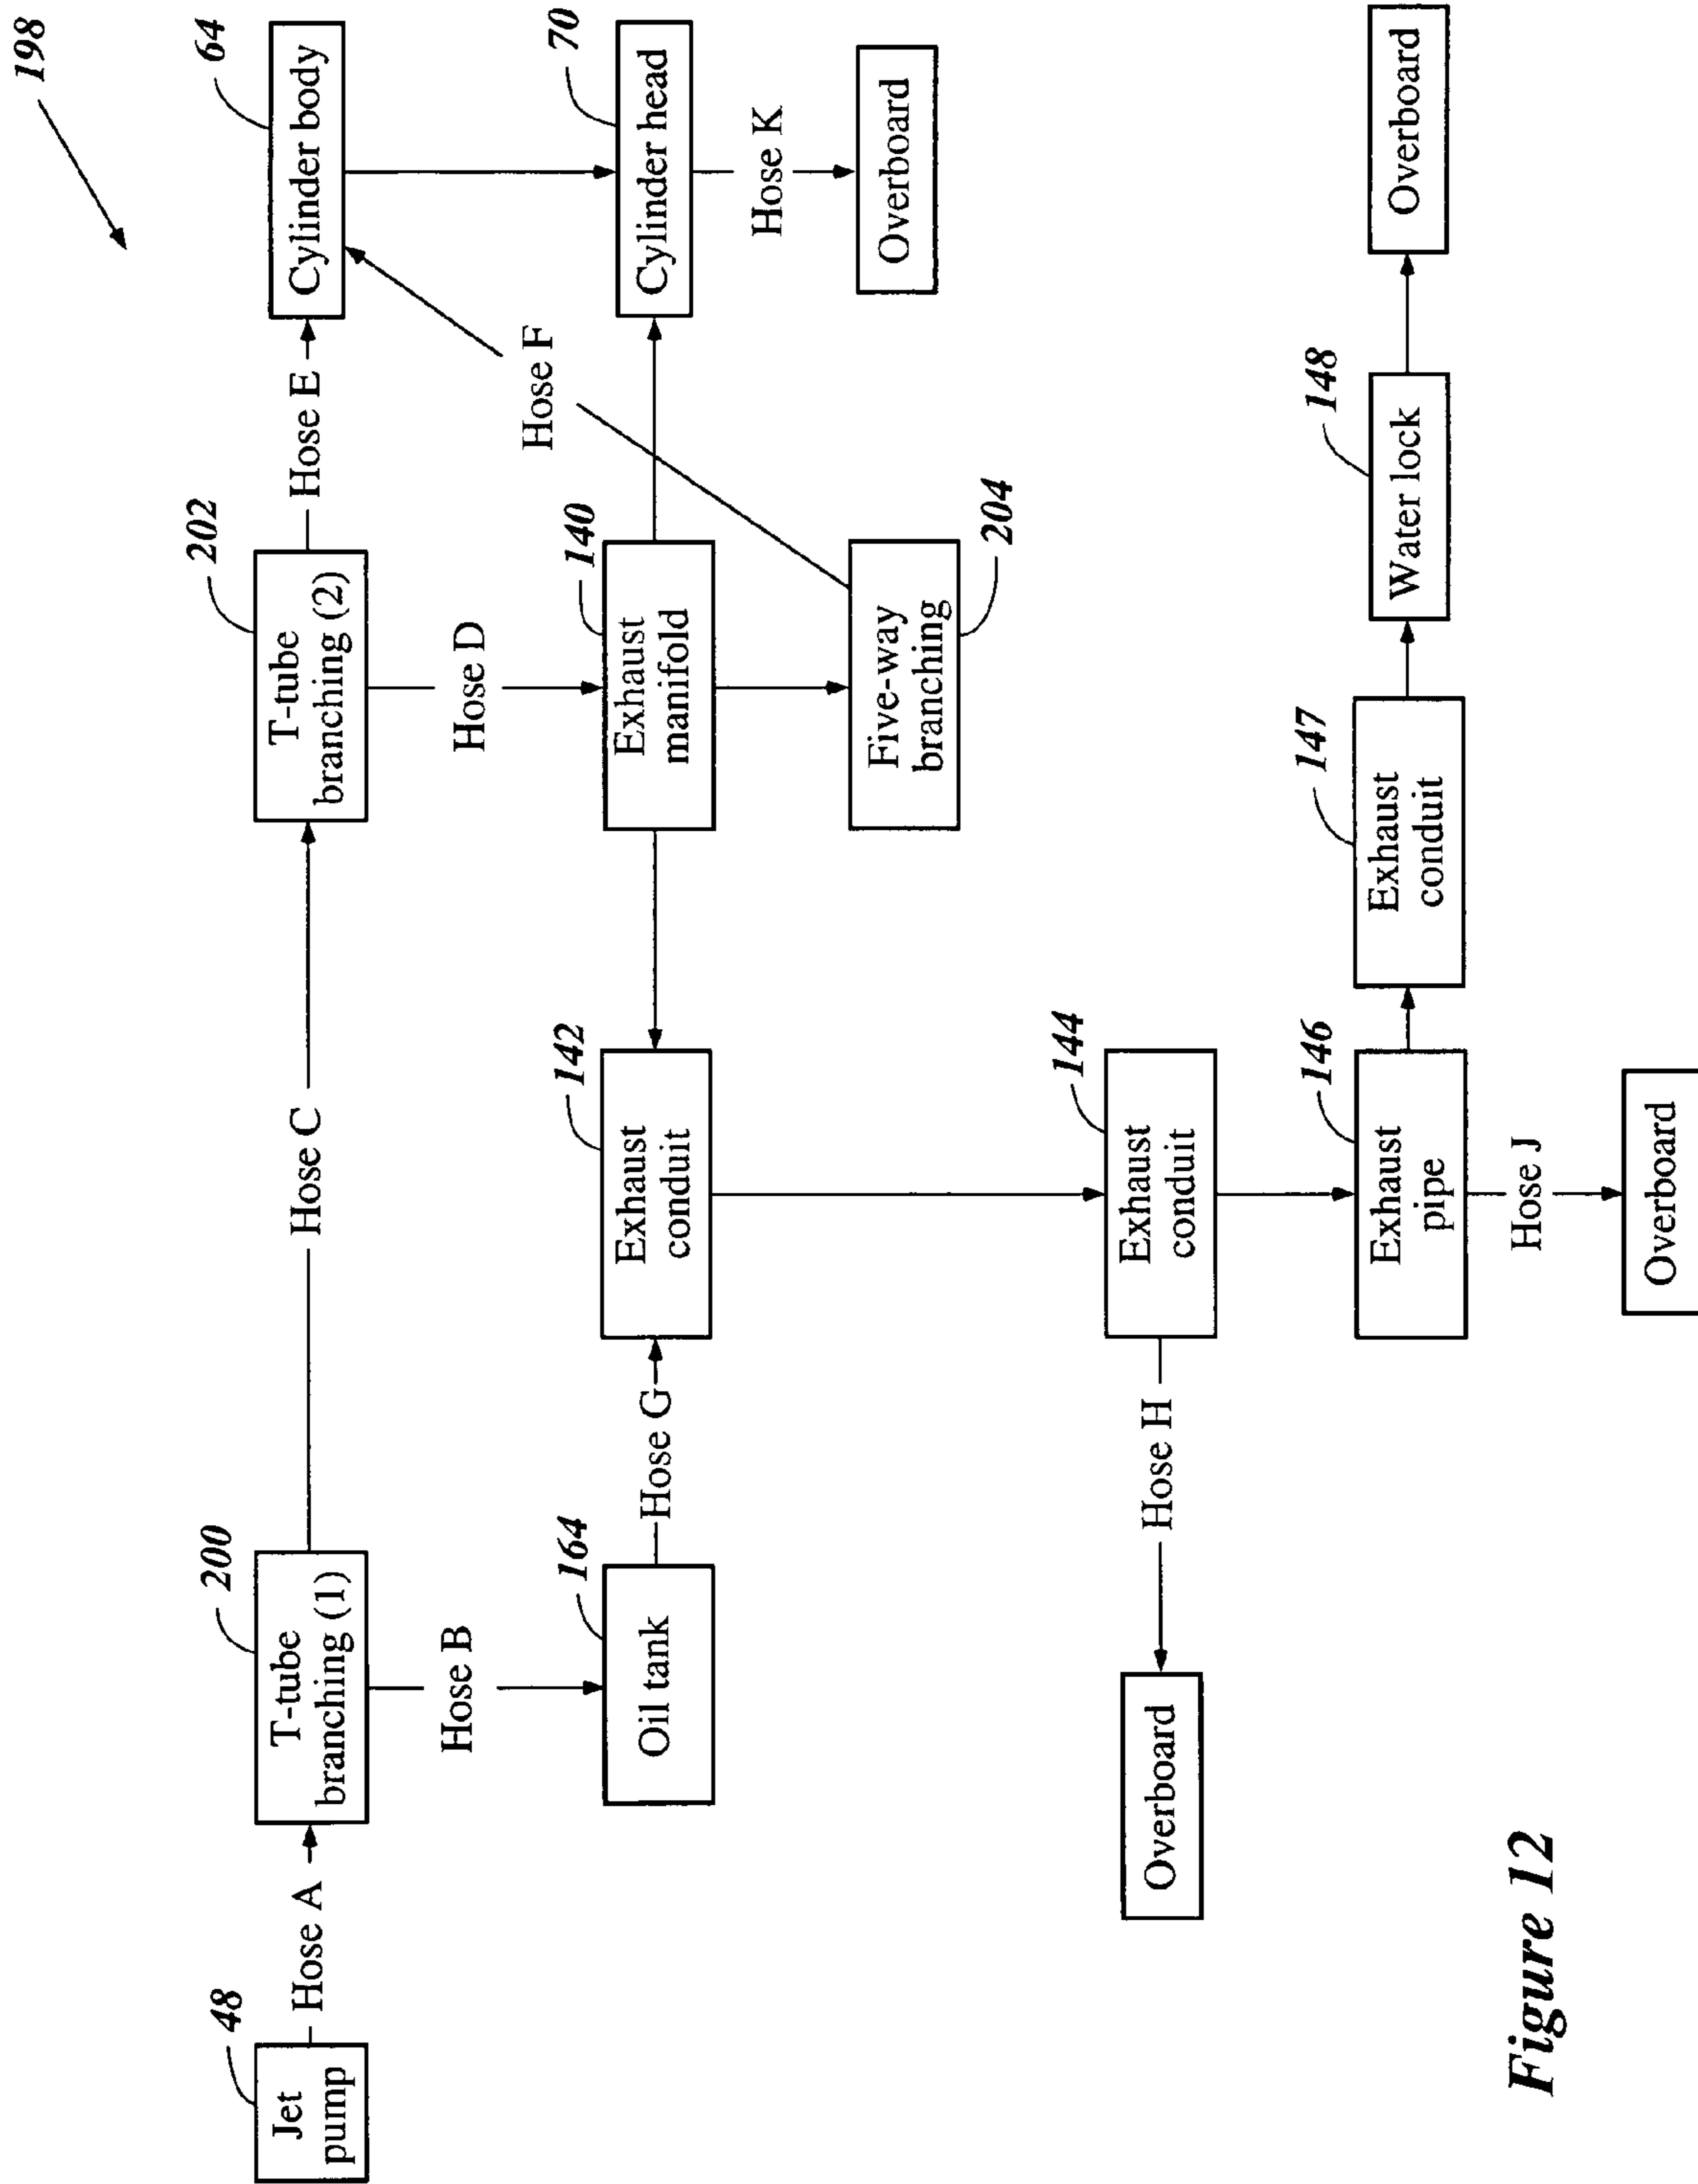 198
48
Jet
pump
Hose A
200
T-tube
branching (1)
Hose C
202
T-tube
branching (2)
Hose E
64
Cylinder body
Hose B
Hose D
Hose F
164
Oil tank
Hose G
142
Exhaust
conduit
140
Exhaust
manifold
70
Cylinder head
Hose K
Five-way
branching
204
Overboard
Overboard
Hose H
144
Exhaust
conduit
146
Exhaust
pipe
147
Exhaust
conduit
148
Water lock
Overboard
Hose J
Overboard
Figure 12